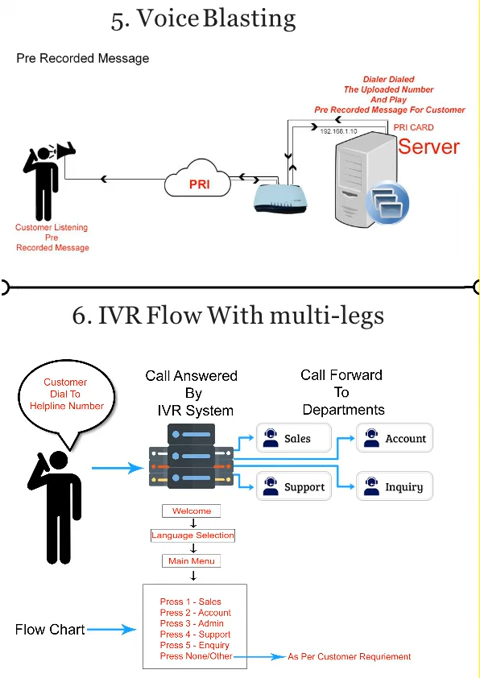 5. Voice Blasting
Pre Recorded Message
Dialer Dialed
The Uploaded Number
And Play
Pre Recorded Message For Customer
192.168.1.10
PRI CARD
Server
PRI
Customer Listening
Pre
Recorded Message
6. IVR Flow With multi-legs
Customer
Dial To
Helpline Number
Call Answered
By
IVR System
Call Forward
To
Departments
Sales
Account
Support
Inquiry
Welcome
Language Selection
Main Menu
Flow Chart
Press 1 - Sales
Press 2 - Account
Press 3 - Admin
Press 4 - Support
Press 5 - Enquiry
Press None/Other
As Per Customer Requriement